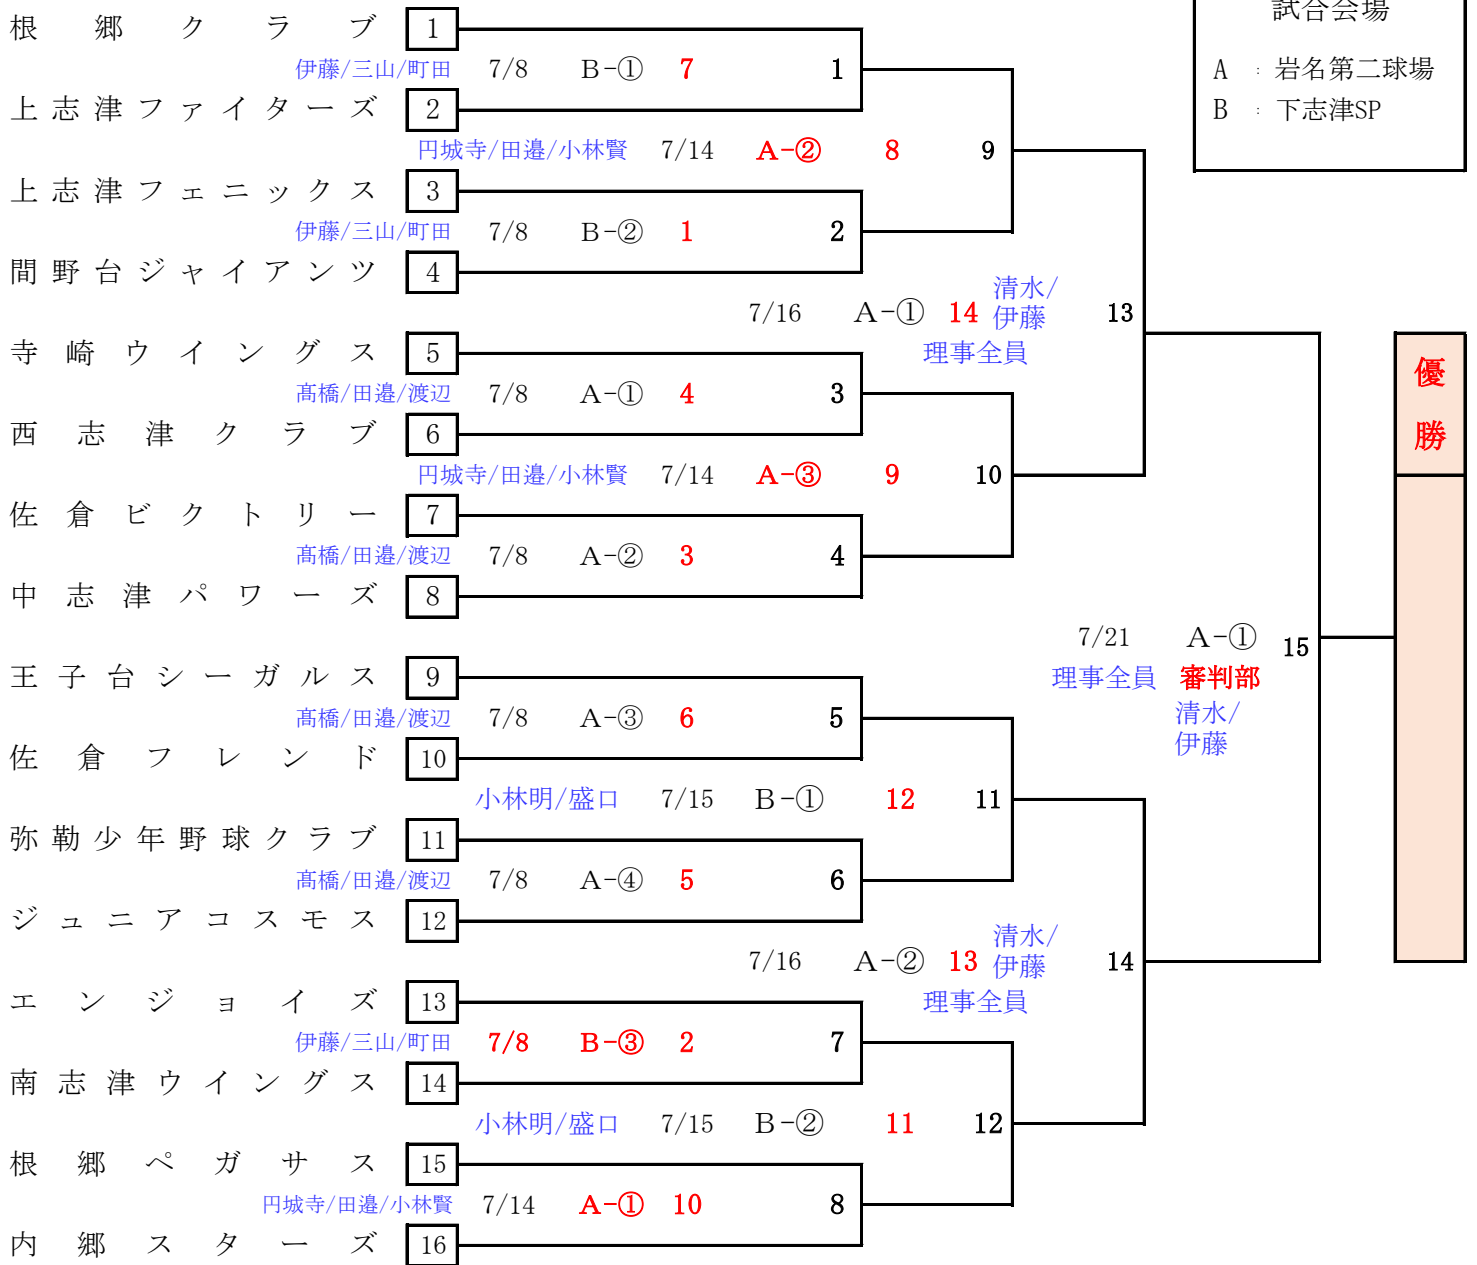 試合会場
A : 岩名第二球場
B : 下志津SP
根郷クラブ 1
伊藤/三山/町田 7/8 B-① 7 1
上志津ファイターズ 2
円城寺/田邉/小林賢 7/14 A-② 8 9
上志津フェニックス 3
伊藤/三山/町田 7/8 B-② 1 2
間野台ジャイアンツ 4
7/16 A-① 14 清水/伊藤 13
理事全員
寺崎ウイングス 5
髙橋/田邉/渡辺 7/8 A-① 4 3
西志津クラブ 6
円城寺/田邉/小林賢 7/14 A-③ 9 10
佐倉ビクトリー 7
髙橋/田邉/渡辺 7/8 A-② 3 4
中志津パワーズ 8
7/21 A-① 15
理事全員 審判部
清水/
伊藤
優勝
王子台シーガルス 9
髙橋/田邉/渡辺 7/8 A-③ 6 5
佐倉フレンド 10
小林明/盛口 7/15 B-① 12 11
弥勒少年野球クラブ 11
髙橋/田邉/渡辺 7/8 A-④ 5 6
ジュニアコスモス 12
7/16 A-② 13 清水/伊藤 14
理事全員
エンジョイズ 13
伊藤/三山/町田 7/8 B-③ 2 7
南志津ウイングス 14
小林明/盛口 7/15 B-② 11 12
根郷ペガサス 15
円城寺/田邉/小林賢 7/14 A-① 10 8
内郷スターズ 16